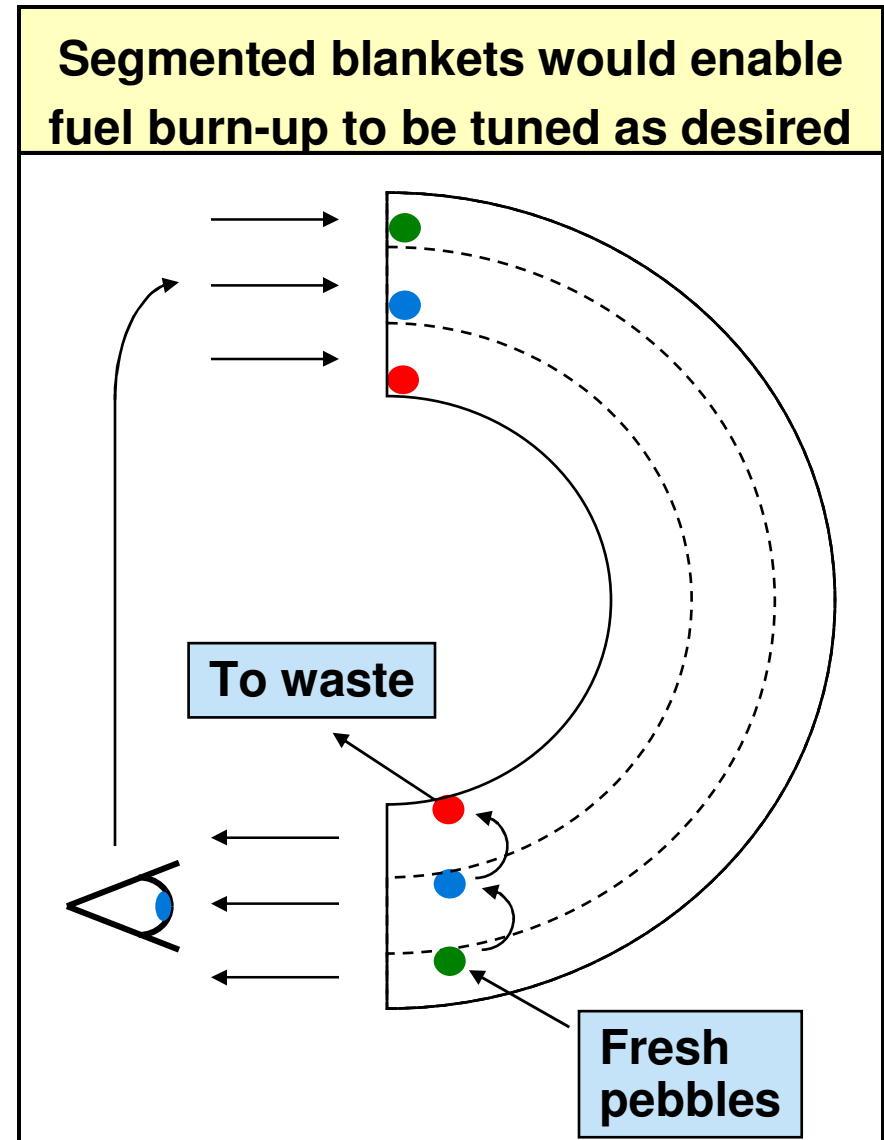 Segmented blankets would enable
fuel burn-up to be tuned as desired
To waste
Fresh
pebbles